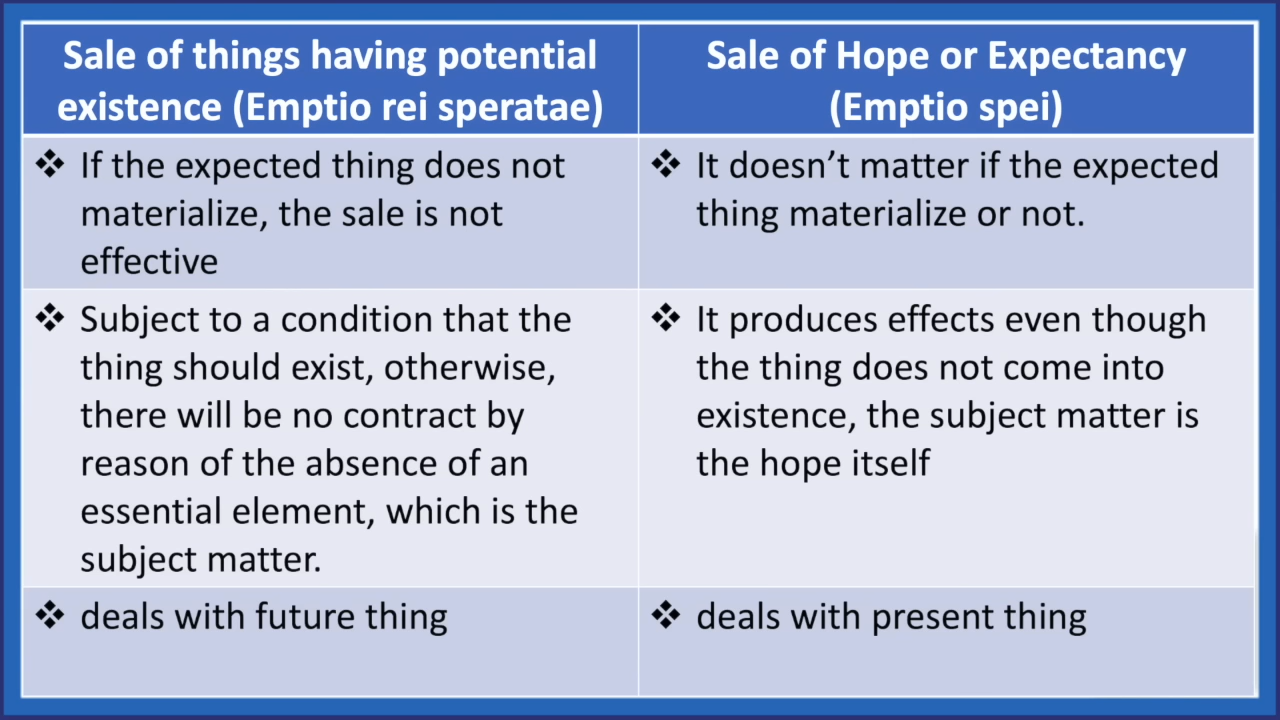 Sale of things having potential
existence (Emptio rei speratae)
Sale of Hope or Expectancy
(Emptio spei)
❖ If the expected thing does not
materialize, the sale is not
effective
❖ It doesn’t matter if the expected
thing materialize or not.
❖ Subject to a condition that the
thing should exist, otherwise,
there will be no contract by
reason of the absence of an
essential element, which is the
subject matter.
❖ It produces effects even though
the thing does not come into
existence, the subject matter is
the hope itself
❖ deals with future thing
❖ deals with present thing